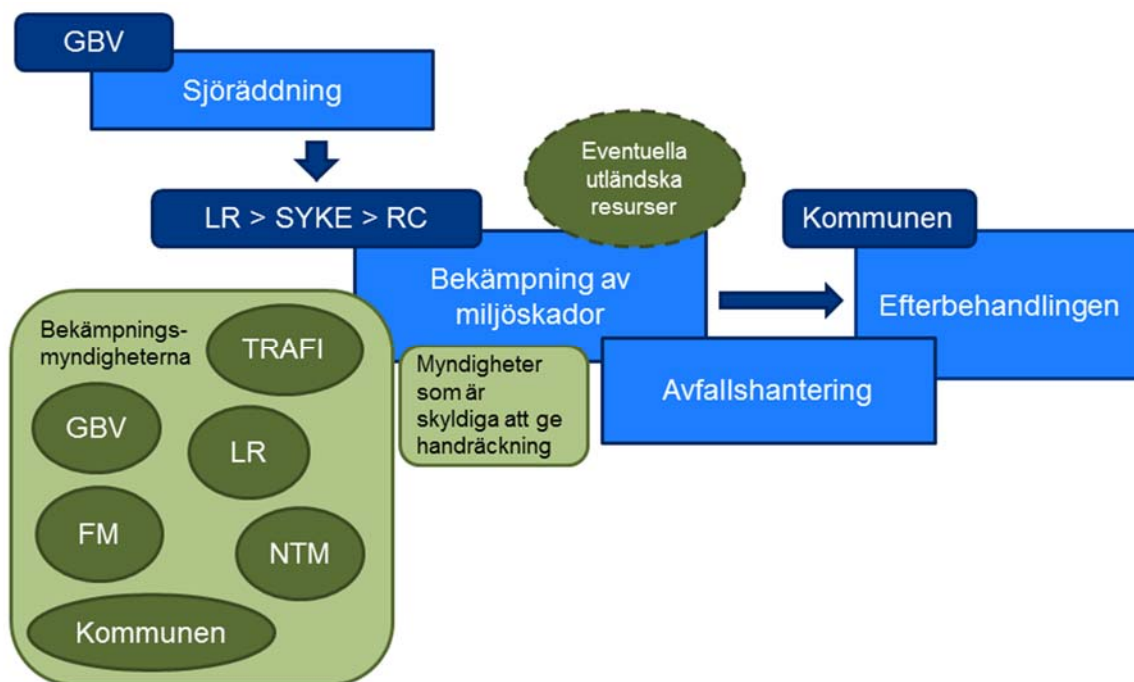 GBV
Sjöräddning
Eventuella
utländska
resurser
LR > SYKE > RC
Kommunen
Bekämpning av
miljöskador
Efterbehandlingen
Avfallshantering
Myndigheter
som är
skyldiga att ge
handräckning
Bekämpnings-
myndigheterna
TRAFI
GBV
LR
FM
NTM
Kommunen